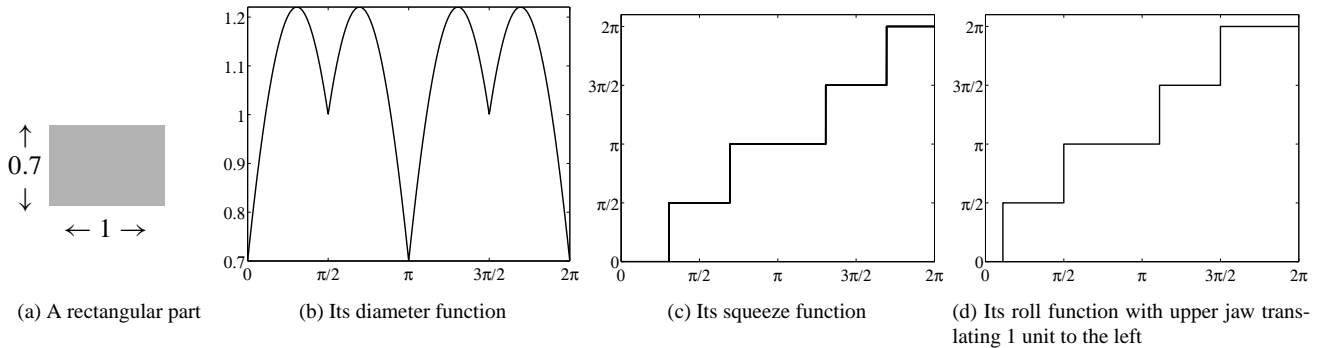 ↑
0.7
↓
← 1 →
(a) A rectangular part
1.2
1.1
1
0.9
0.8
0.7
0 π/2 π 3π/2 2π
(b) Its diameter function
2π
3π/2
π
π/2
0
0 π/2 π 3π/2 2π
(c) Its squeeze function
2π
3π/2
π
π/2
0
0 π/2 π 3π/2 2π
(d) Its roll function with upper jaw trans-
lating 1 unit to the left